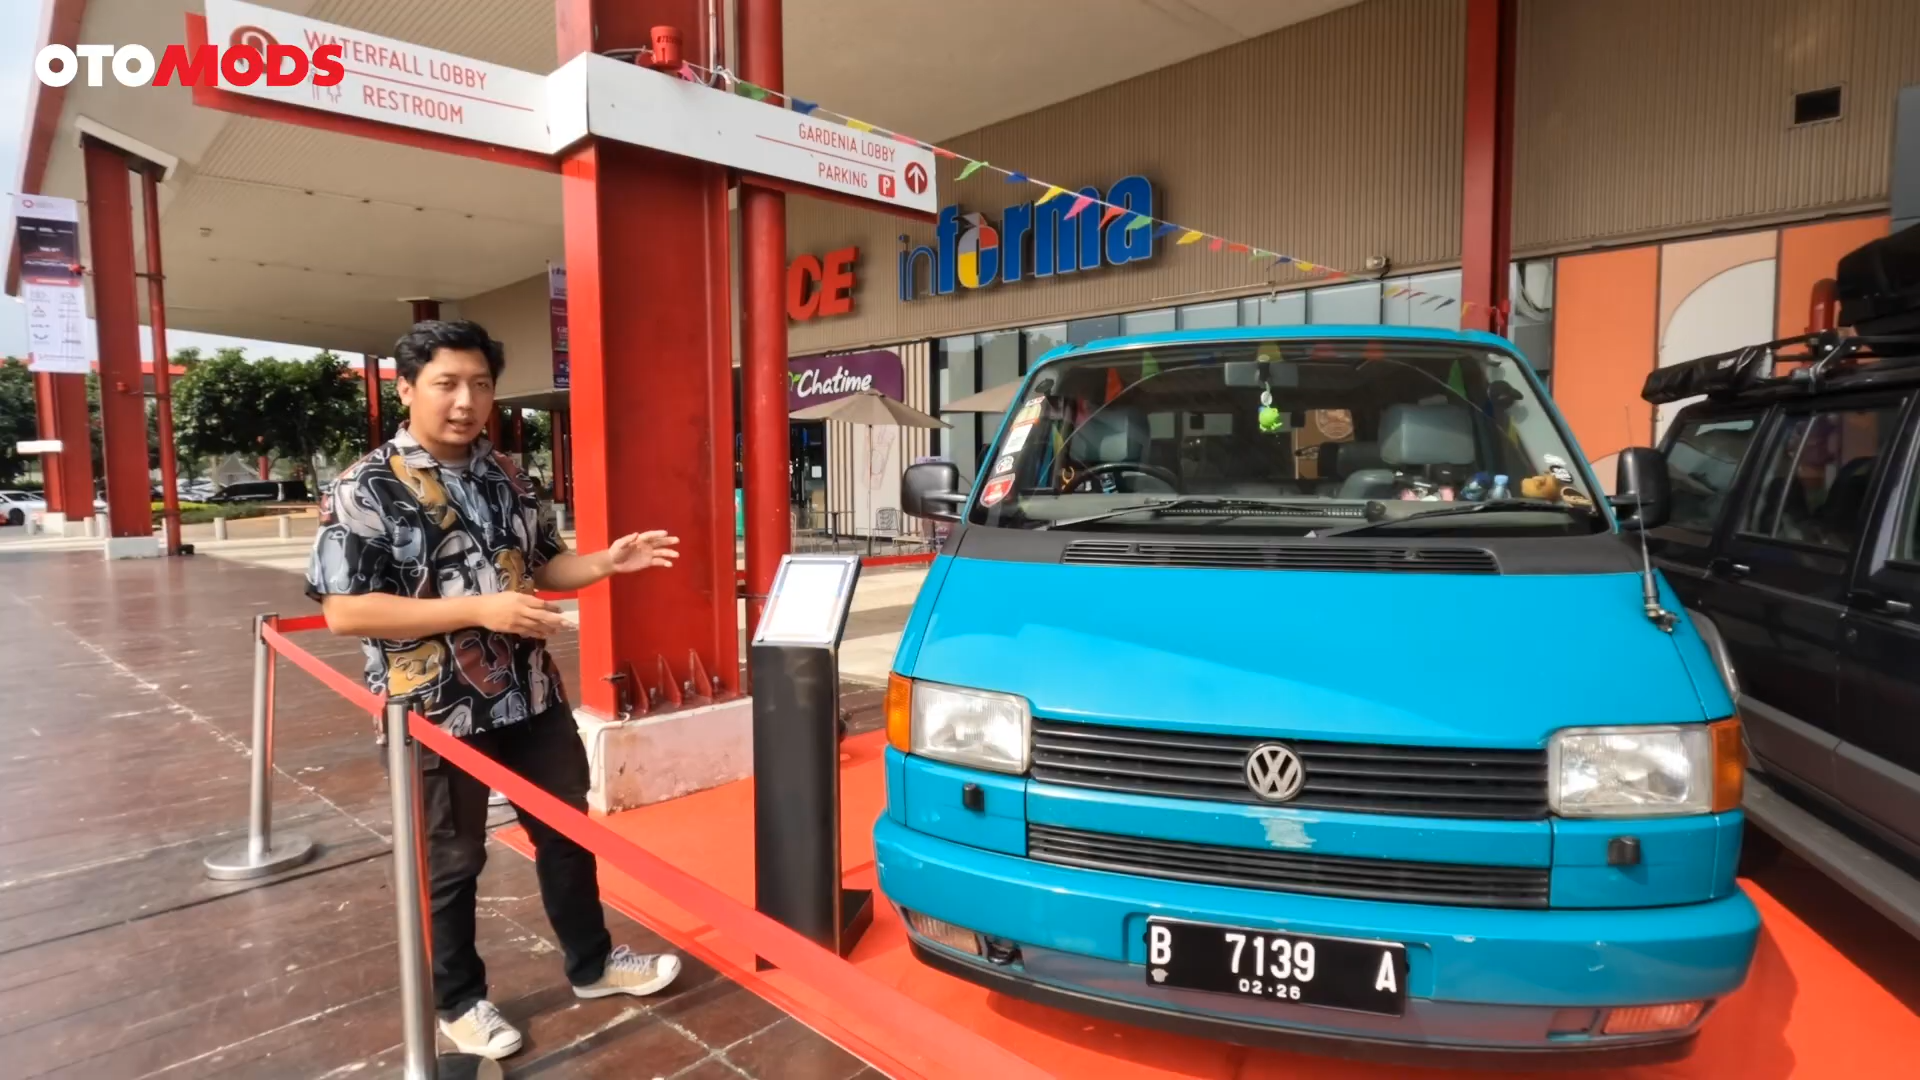 OTOMODS
WATERFALL LOBBY
RESTROOM
GARDENIA LOBBY
PARKING P
CE
informa
Chatime
B 7139 A
02·26